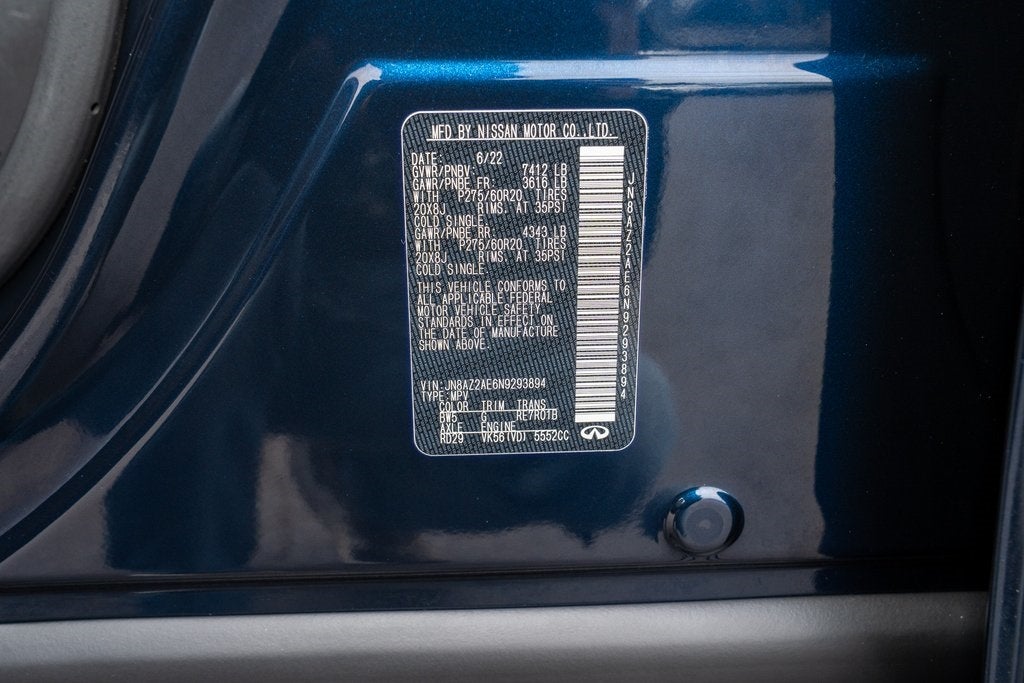 MFD BY NISSAN MOTOR CO.,LTD.
DATE: 6/22
GVWR/PNBV 7412 LB
GAWR/PNBE FR. 3616 LB
WITH P275/60R20 TIRES
20X8J RIMS. AT 35PSI
COLD SINGLE.
GAWR/PNBE RR. 4343 LB
WITH P275/60R20 TIRES
20X8J RIMS. AT 35PSI
COLD SINGLE.
THIS VEHICLE CONFORMS TO
ALL APPLICABLE FEDERAL
MOTOR VEHICLE SAFETY
STANDARDS IN EFFECT ON
THE DATE OF MANUFACTURE
SHOWN ABOVE.
VIN:JN8AZ2AE6N9293894
TYPE:MPV
COLOR TRIM TRANS
BW5 G RE7R01B
AXLE ENGINE
RD29 VK56(VD) 5552CC
JN8AZ2AE6N9293894